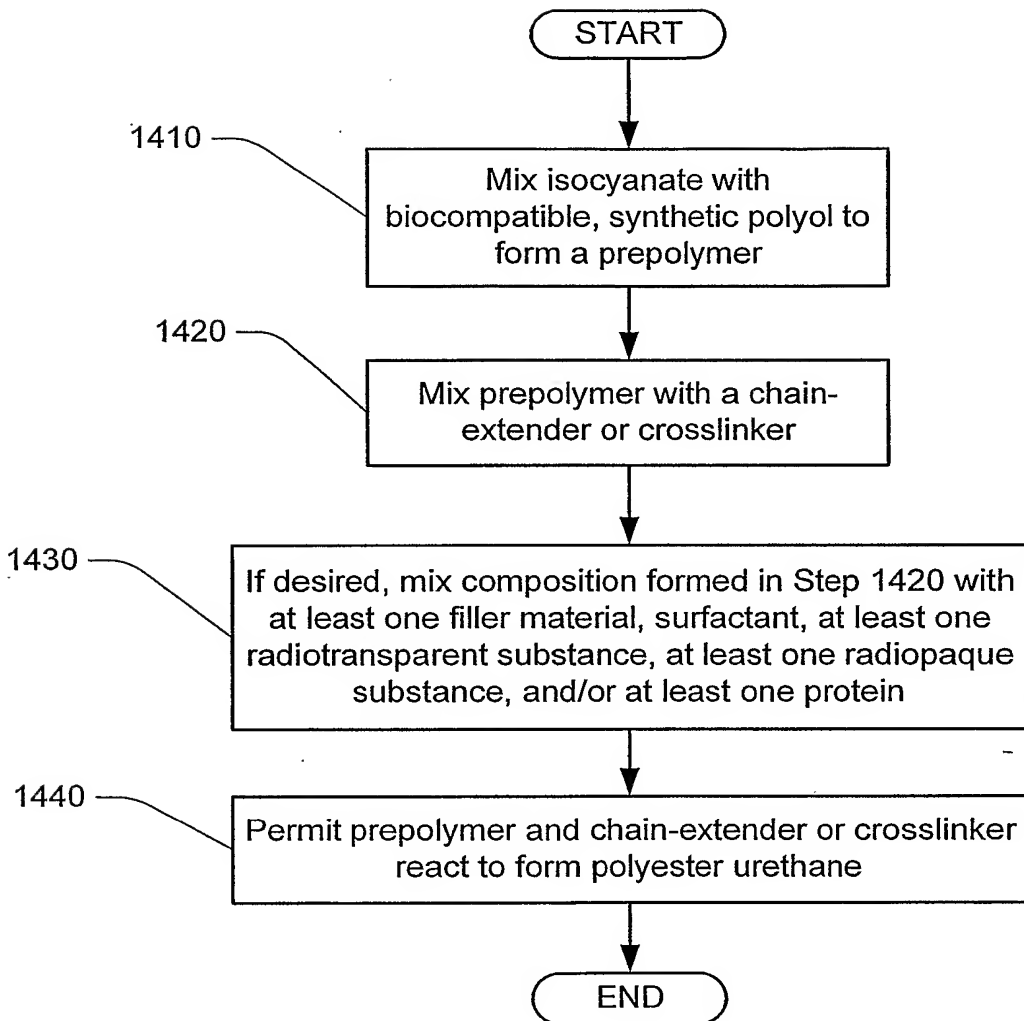 START
1410
Mix isocyanate with
biocompatible, synthetic polyol to
form a prepolymer
1420
Mix prepolymer with a chain-
extender or crosslinker
1430
If desired, mix composition formed in Step 1420 with
at least one filler material, surfactant, at least one
radiotransparent substance, at least one radiopaque
substance, and/or at least one protein
1440
Permit prepolymer and chain-extender or crosslinker
react to form polyester urethane
END